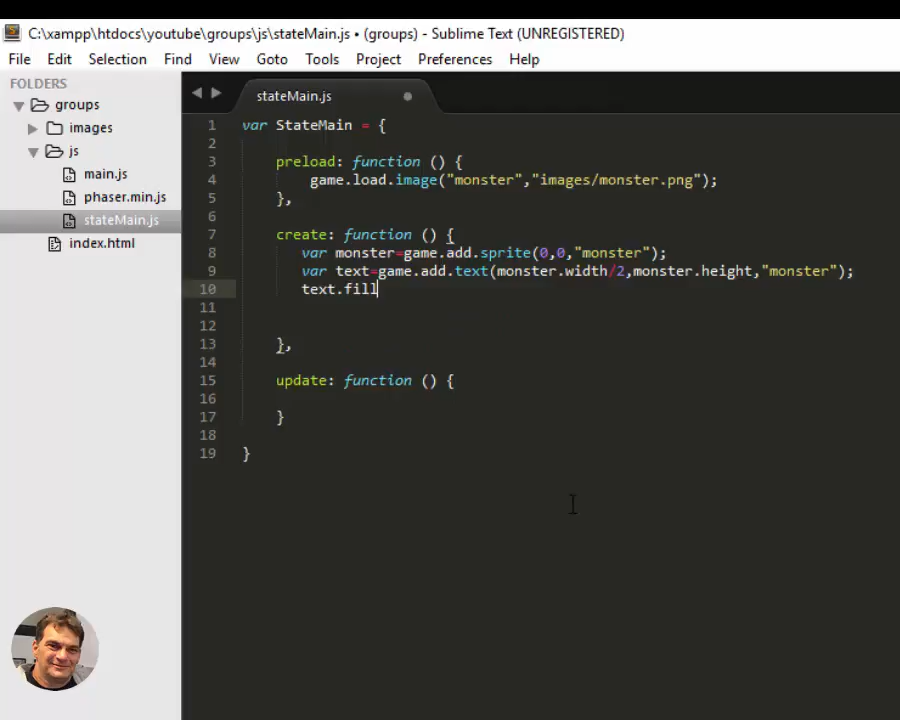 C:\xampp\htdocs\youtube\groups\js\stateMain.js • (groups) - Sublime Text (UNREGISTERED)
File Edit Selection Find View Goto Tools Project Preferences Help
FOLDERS
groups
images
js
main.js
phaser.min.js
stateMain.js
index.html
stateMain.js
1 var StateMain = {
2
3 preload: function () {
4 game.load.image("monster","images/monster.png");
5 },
6
7 create: function () {
8 var monster=game.add.sprite(0,0,"monster");
9 var text=game.add.text(monster.width/2,monster.height,"monster");
10 text.fill
11
12
13 },
14
15 update: function () {
16
17 }
18
19 }